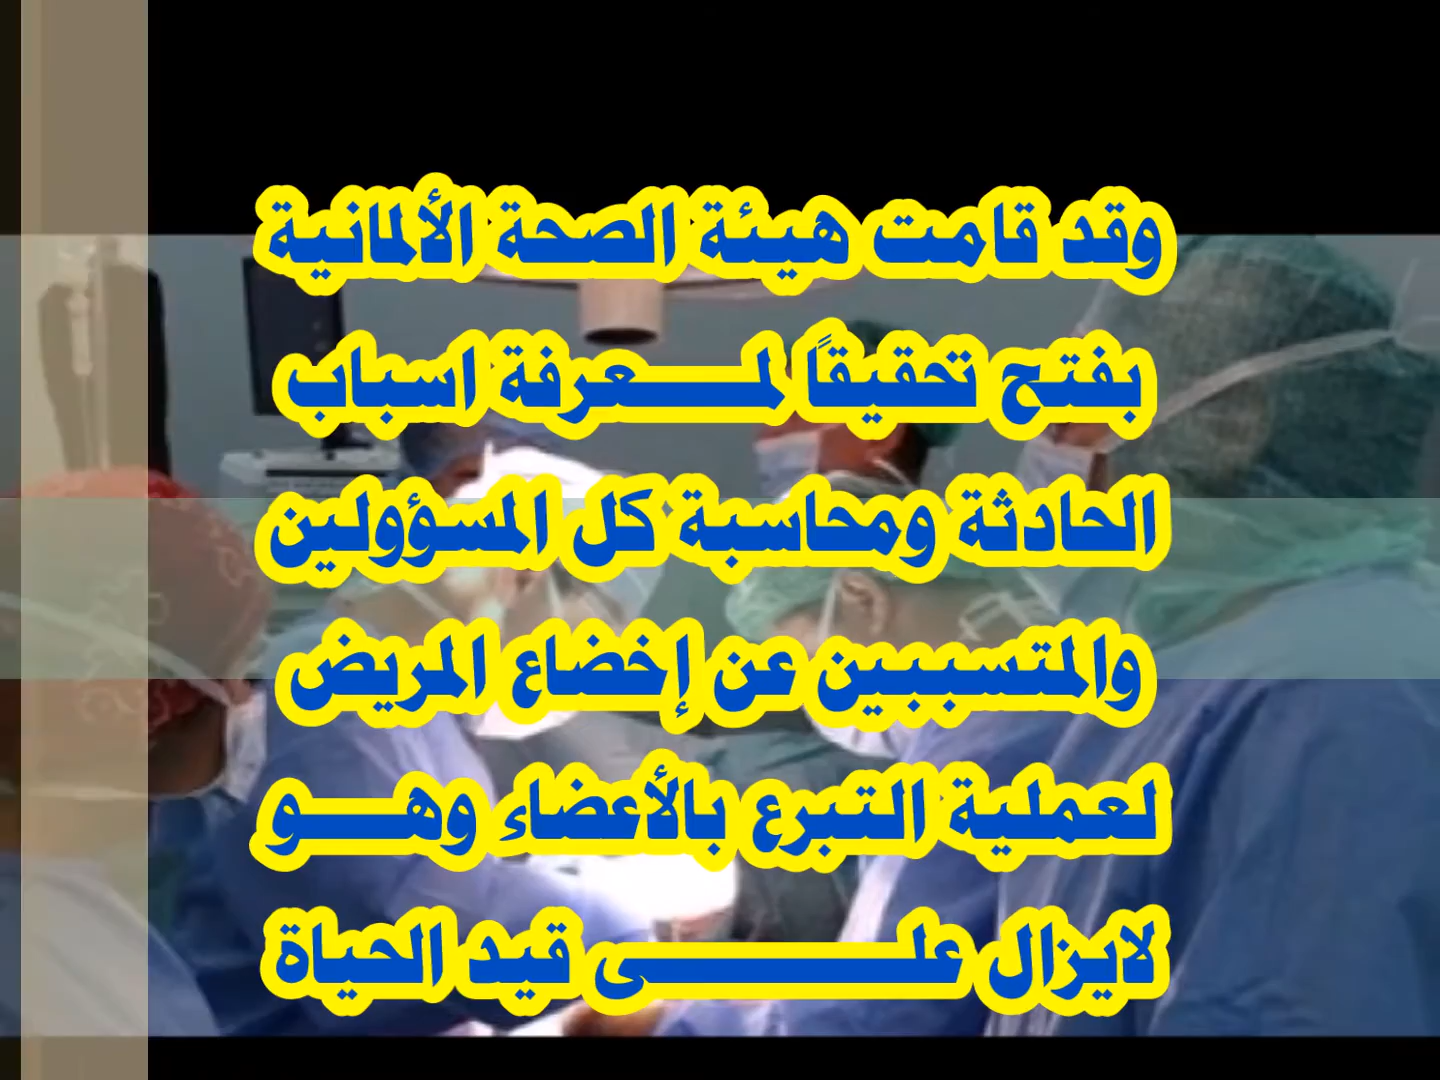 وقد قامت هيئة الصحة الألمانية
بفتح تحقيقاً لمـــعرفة اسباب
الحادثة ومحاسبة كل المسؤولين
والمتسببين عن إخضاع المريض
لعملية التبرع بالأعضاء وهـــو
لايزال علـــــــى قيد الحياة